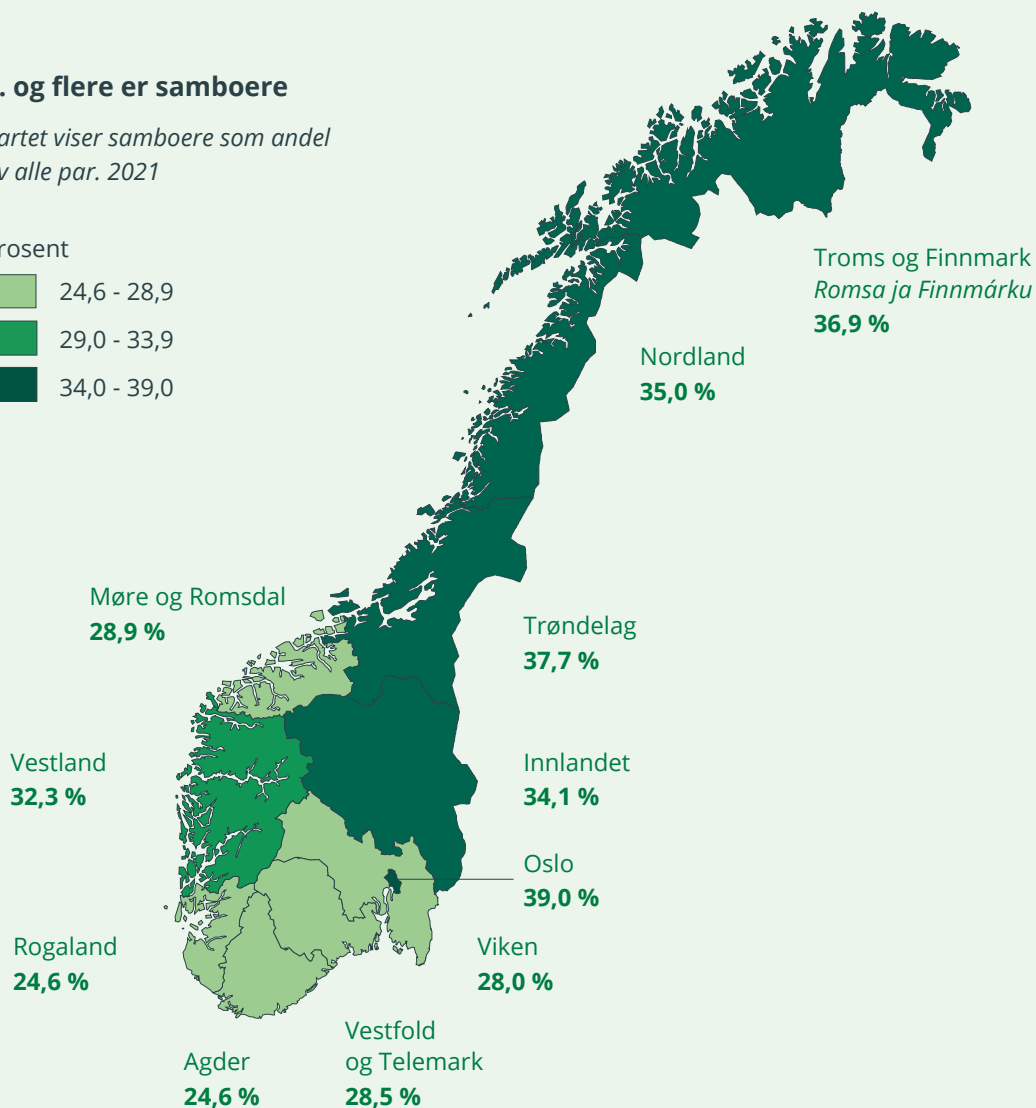 . og flere er samboere
artet viser samboere som andel
v alle par. 2021
rosent
24,6 - 28,9
29,0 - 33,9
34,0 - 39,0
Troms og Finnmark
Romsa ja Finnmárku
36,9 %
Nordland
35,0 %
Møre og Romsdal
28,9 %
Trøndelag
37,7 %
Vestland
32,3 %
Innlandet
34,1 %
Oslo
39,0 %
Rogaland
24,6 %
Viken
28,0 %
Agder
24,6 %
Vestfold
og Telemark
28,5 %